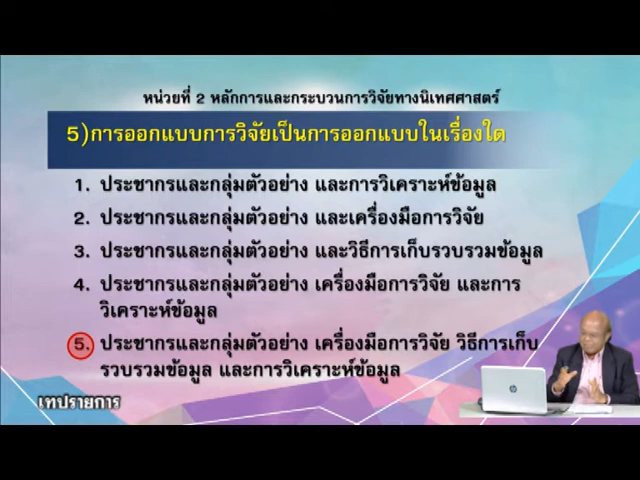 หน่วยที่ 2 หลักการและกระบวนการวิจัยทางนิเทศศาสตร์
5)การออกแบบการวิจัยเป็นการออกแบบในเรื่องใด
1. ประชากรและกลุ่มตัวอย่าง และการวิเคราะห์ข้อมูล
2. ประชากรและกลุ่มตัวอย่าง และเครื่องมือการวิจัย
3. ประชากรและกลุ่มตัวอย่าง และวิธีการเก็บรวบรวมข้อมูล
4. ประชากรและกลุ่มตัวอย่าง เครื่องมือการวิจัย และการ
วิเคราะห์ข้อมูล
5. ประชากรและกลุ่มตัวอย่าง เครื่องมือการวิจัย วิธีการเก็บ
รวบรวมข้อมูล และการวิเคราะห์ข้อมูล
เทปรายการ
hp